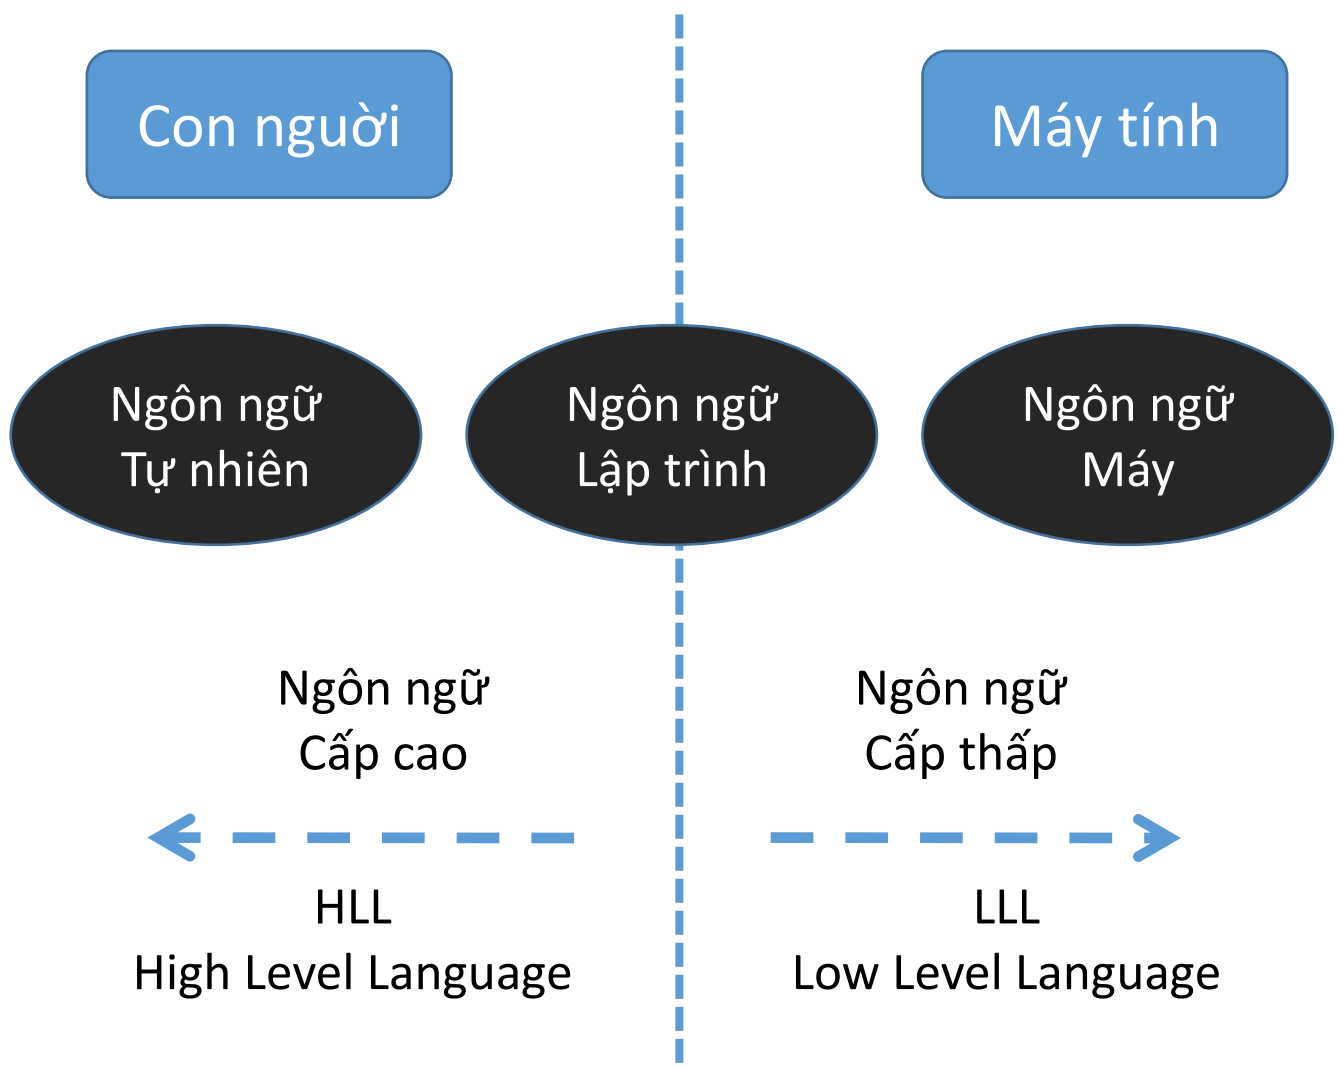 Con nguời
Máy tính
Ngôn ngữ
Tự nhiên
Ngôn ngữ
Lập trình
Ngôn ngữ
Máy
Ngôn ngữ
Cấp cao
Ngôn ngữ
Cấp thấp
HLL
High Level Language
LLL
Low Level Language